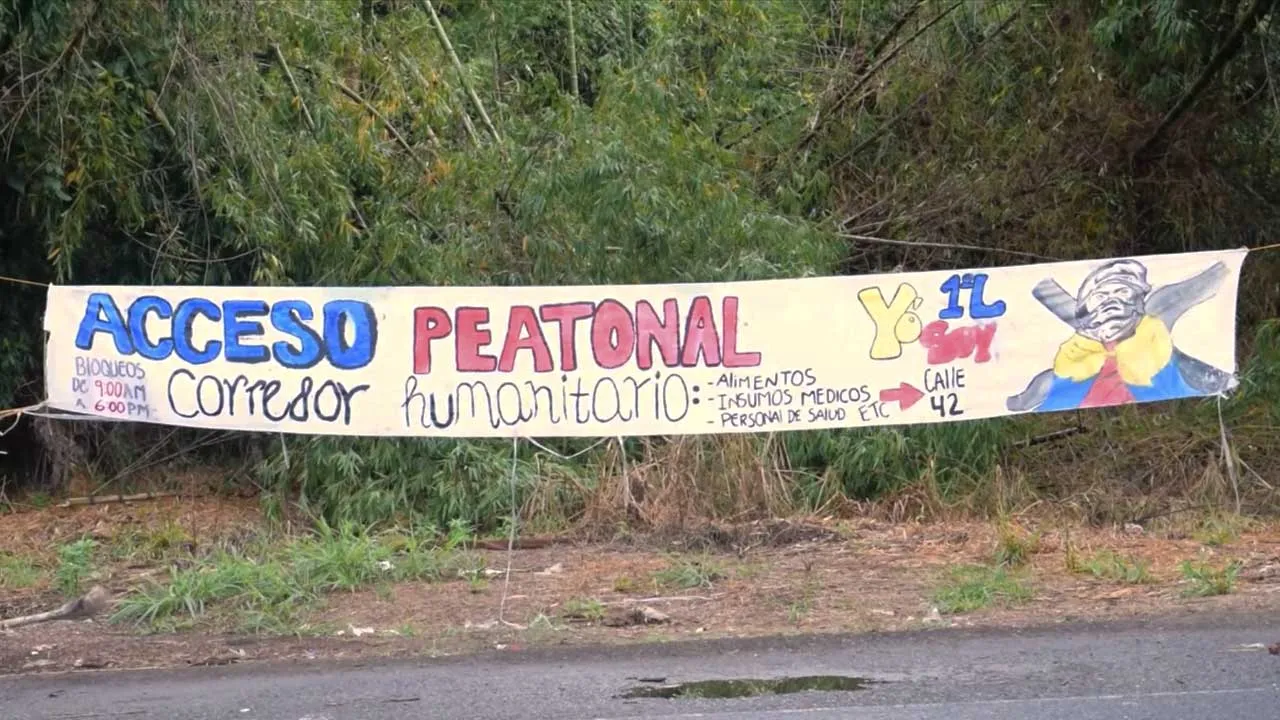 ACCESO PEATONAL
BLOQUEOS
DE 9:00 AM
A 6:00 PM
Corredor humanitario:
- ALIMENTOS
- INSUMOS MEDICOS
- PERSONAL DE SALUD ETC
CALLE
42
Yo
1ªL
SOY